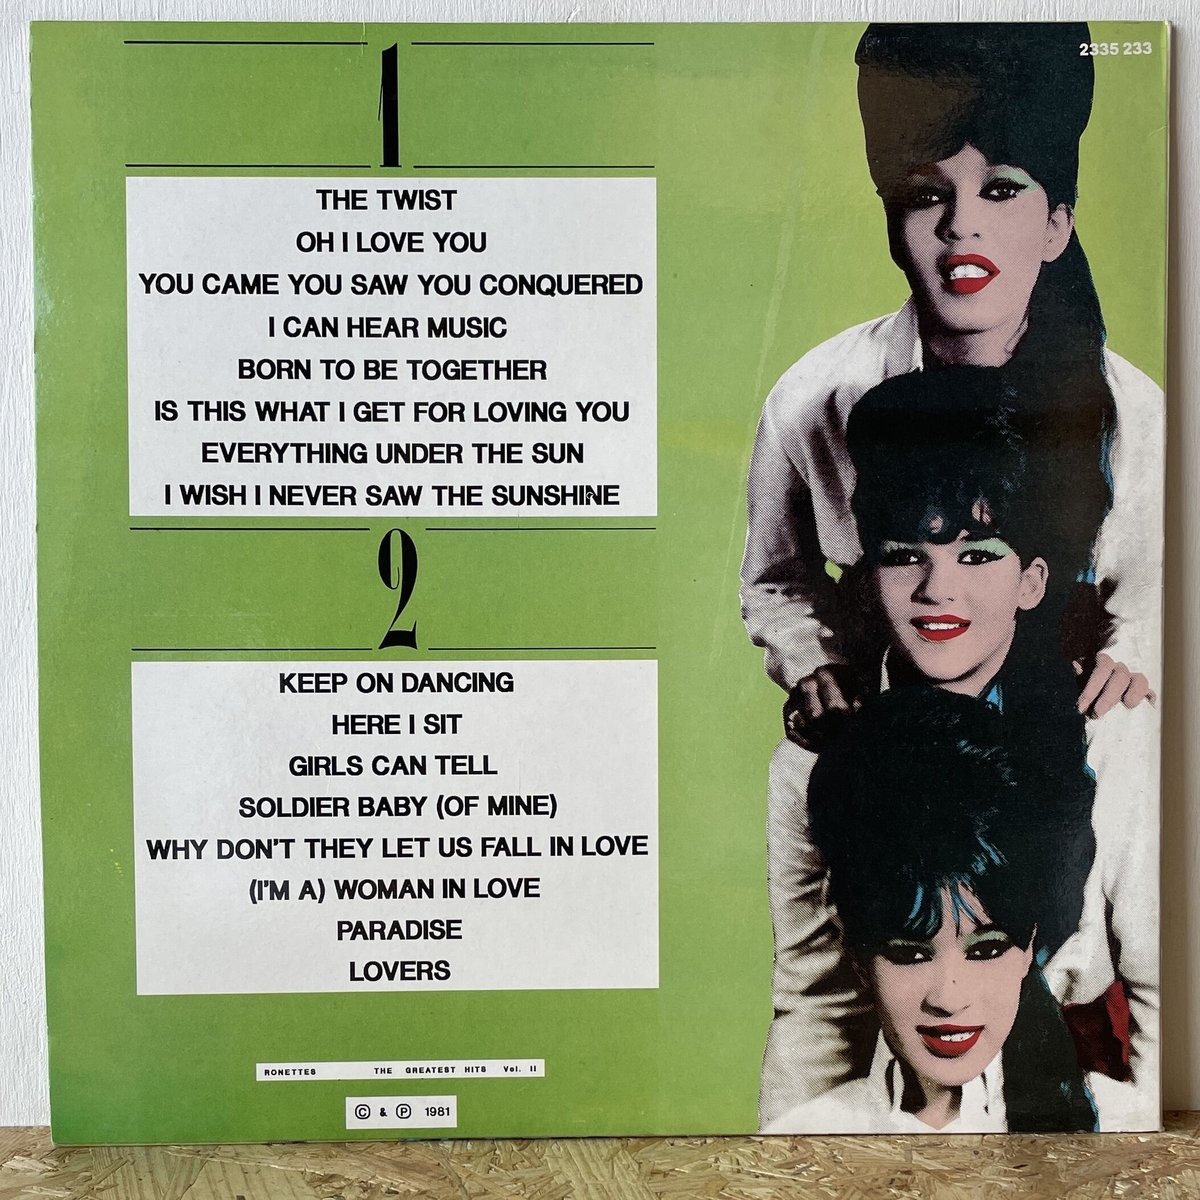 2335 233
1
THE TWIST
OH I LOVE YOU
YOU CAME YOU SAW YOU CONQUERED
I CAN HEAR MUSIC
BORN TO BE TOGETHER
IS THIS WHAT I GET FOR LOVING YOU
EVERYTHING UNDER THE SUN
I WISH I NEVER SAW THE SUNSHINE
2
KEEP ON DANCING
HERE I SIT
GIRLS CAN TELL
SOLDIER BABY (OF MINE)
WHY DON'T THEY LET US FALL IN LOVE
(I'M A) WOMAN IN LOVE
PARADISE
LOVERS
RONETTES THE GREATEST HITS Vol. II
© & ℗ 1981